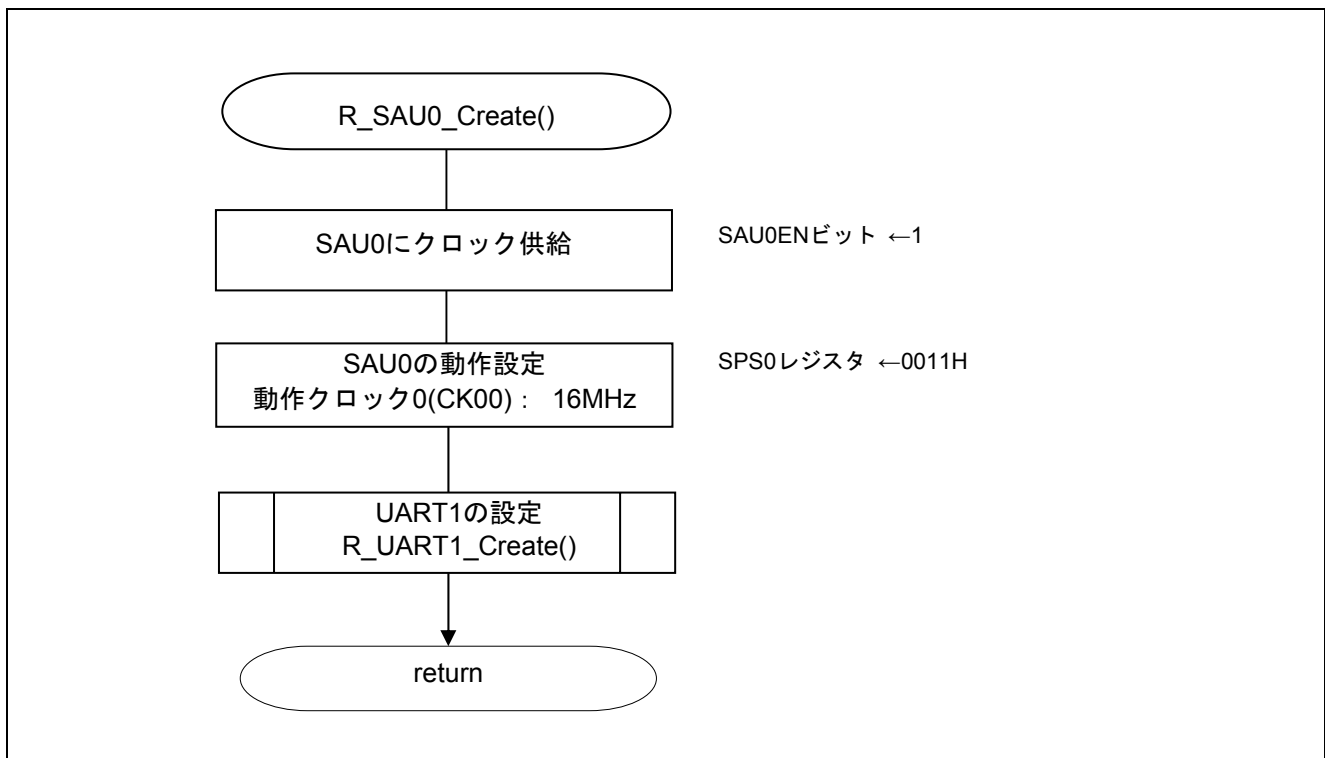 R_SAU0_Create()
SAU0にクロック供給
SAU0ENビット ←1
SAU0の動作設定
動作クロック0(CK00)： 16MHz
SPS0レジスタ ←0011H
UART1の設定
R_UART1_Create()
return